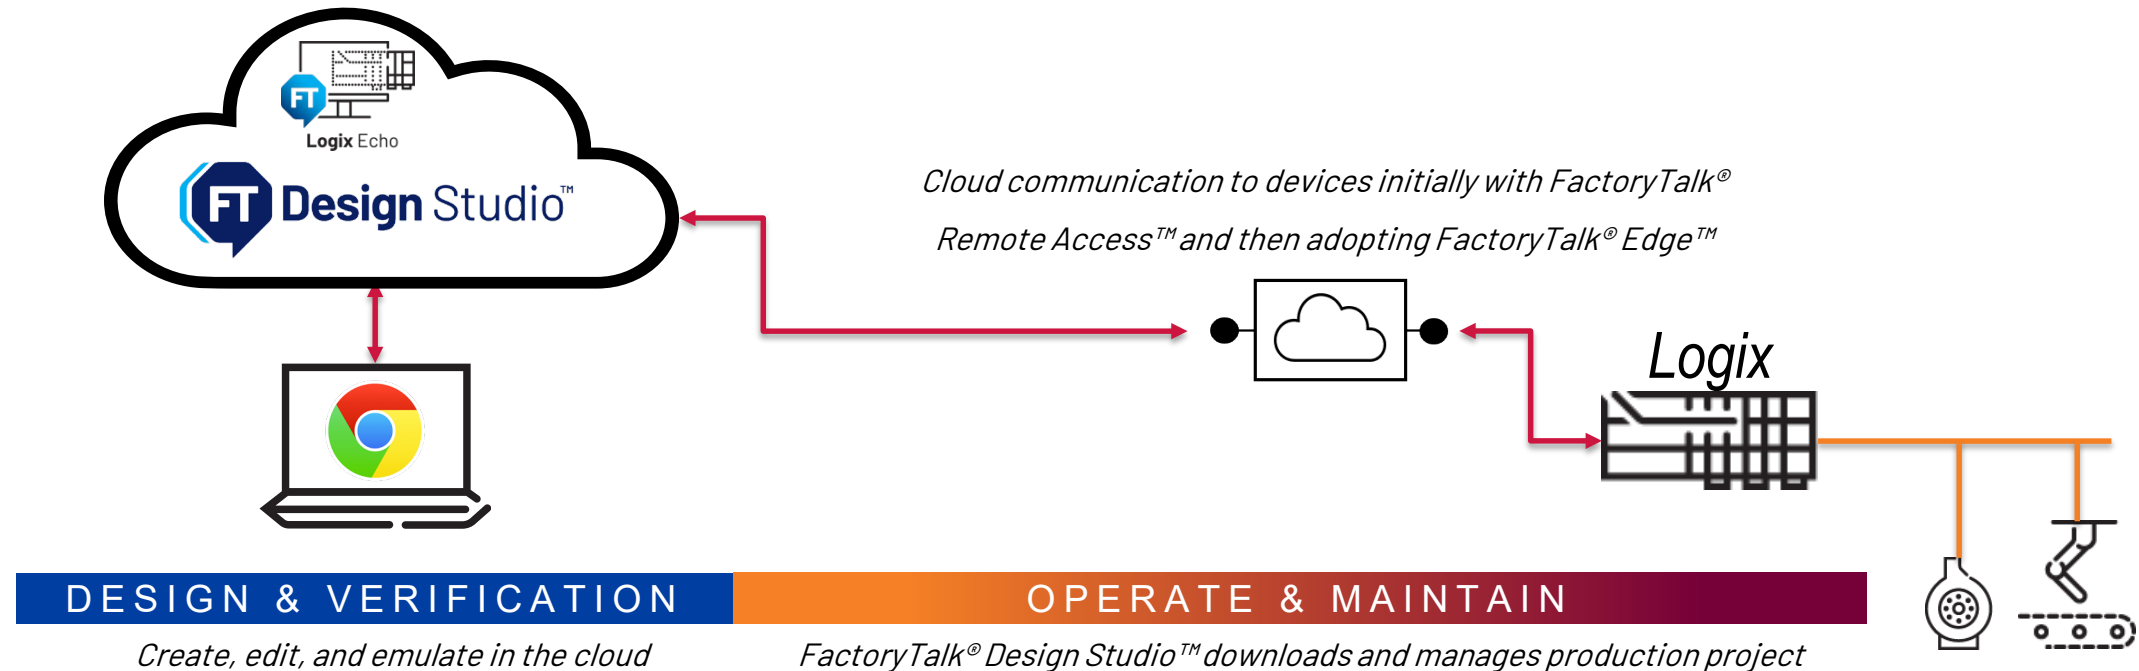 FT
Logix Echo
FT Design Studio™
Cloud communication to devices initially with FactoryTalk®
Remote Access™ and then adopting FactoryTalk® Edge™
Logix
DESIGN & VERIFICATION
OPERATE & MAINTAIN
Create, edit, and emulate in the cloud
FactoryTalk® Design Studio™ downloads and manages production project